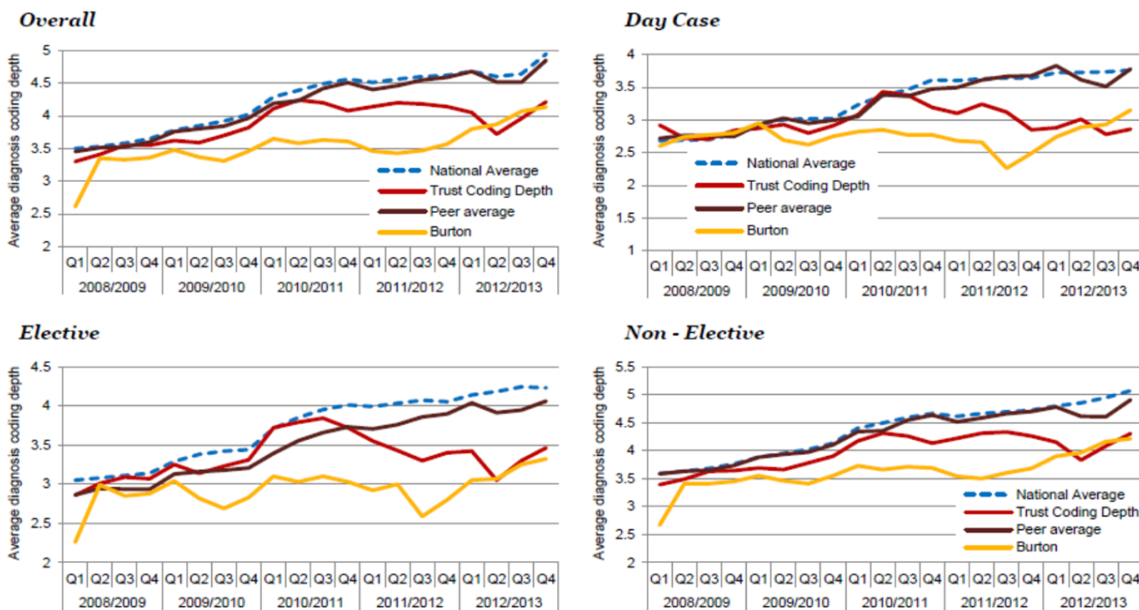 Overall
Average diagnosis coding depth
5
4.5
4
3.5
3
2.5
2
National Average
Trust Coding Depth
Peer average
Burton
Q1 Q2 Q3 Q4 Q1 Q2 Q3 Q4 Q1 Q2 Q3 Q4 Q1 Q2 Q3 Q4 Q1 Q2 Q3 Q4
2008/2009 2009/2010 2010/2011 2011/2012 2012/2013
Day Case
Average diagnosis coding depth
4
3.5
3
2.5
2
1.5
1
National Average
Trust Coding Depth
Peer average
Burton
Q1 Q2 Q3 Q4 Q1 Q2 Q3 Q4 Q1 Q2 Q3 Q4 Q1 Q2 Q3 Q4 Q1 Q2 Q3 Q4
2008/2009 2009/2010 2010/2011 2011/2012 2012/2013
Elective
Average diagnosis coding depth
4.5
4
3.5
3
2.5
2
Q1 Q2 Q3 Q4 Q1 Q2 Q3 Q4 Q1 Q2 Q3 Q4 Q1 Q2 Q3 Q4 Q1 Q2 Q3 Q4
2008/2009 2009/2010 2010/2011 2011/2012 2012/2013
Non - Elective
Average diagnosis coding depth
5.5
5
4.5
4
3.5
3
2.5
2
National Average
Trust Coding Depth
Peer average
Burton
Q1 Q2 Q3 Q4 Q1 Q2 Q3 Q4 Q1 Q2 Q3 Q4 Q1 Q2 Q3 Q4 Q1 Q2 Q3 Q4
2008/2009 2009/2010 2010/2011 2011/2012 2012/2013